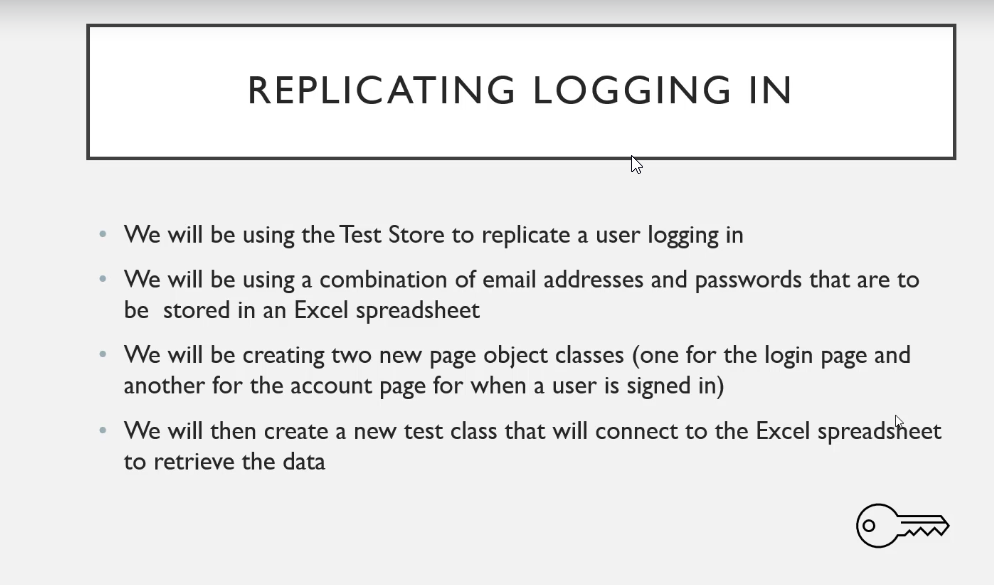 REPLICATING LOGGING IN
• We will be using the Test Store to replicate a user logging in
• We will be using a combination of email addresses and passwords that are to
be  stored in an Excel spreadsheet
• We will be creating two new page object classes (one for the login page and
another for the account page for when a user is signed in)
• We will then create a new test class that will connect to the Excel spreadsheet
to retrieve the data